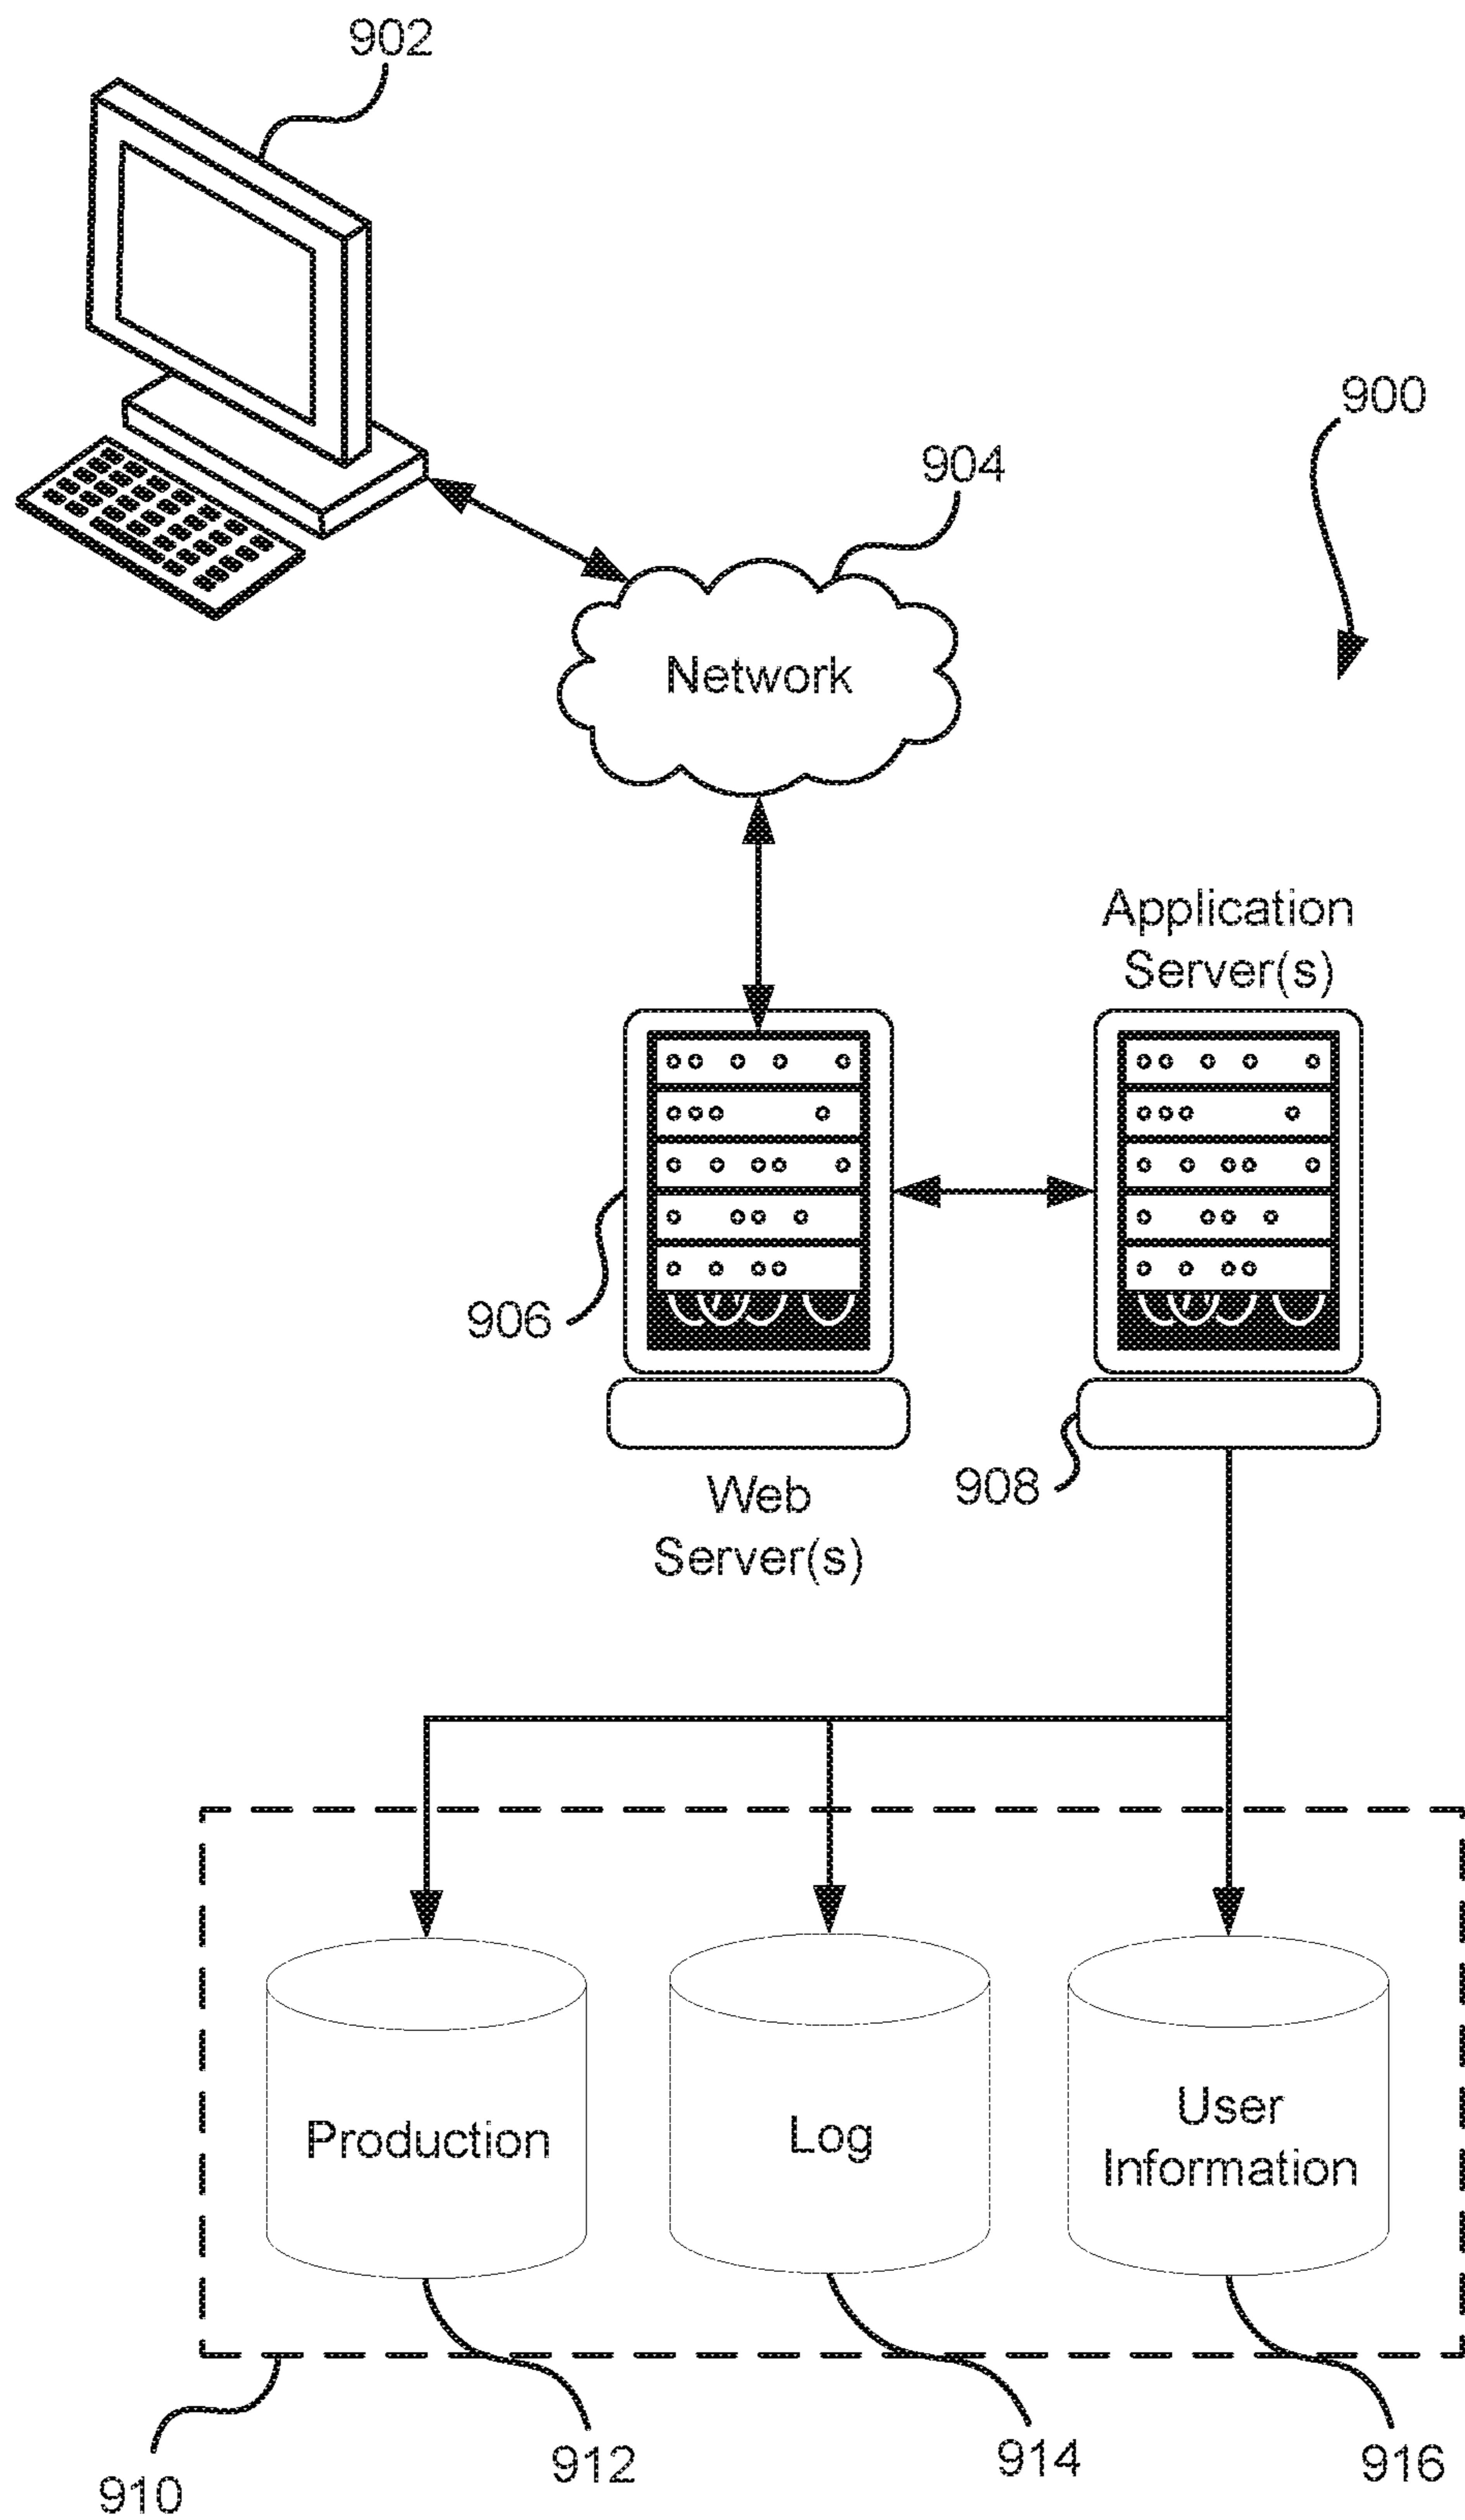 902
900
904
Network
Application
Server(s)
906
908
Web
Server(s)
Production
Log
User
Information
910
912
914
916